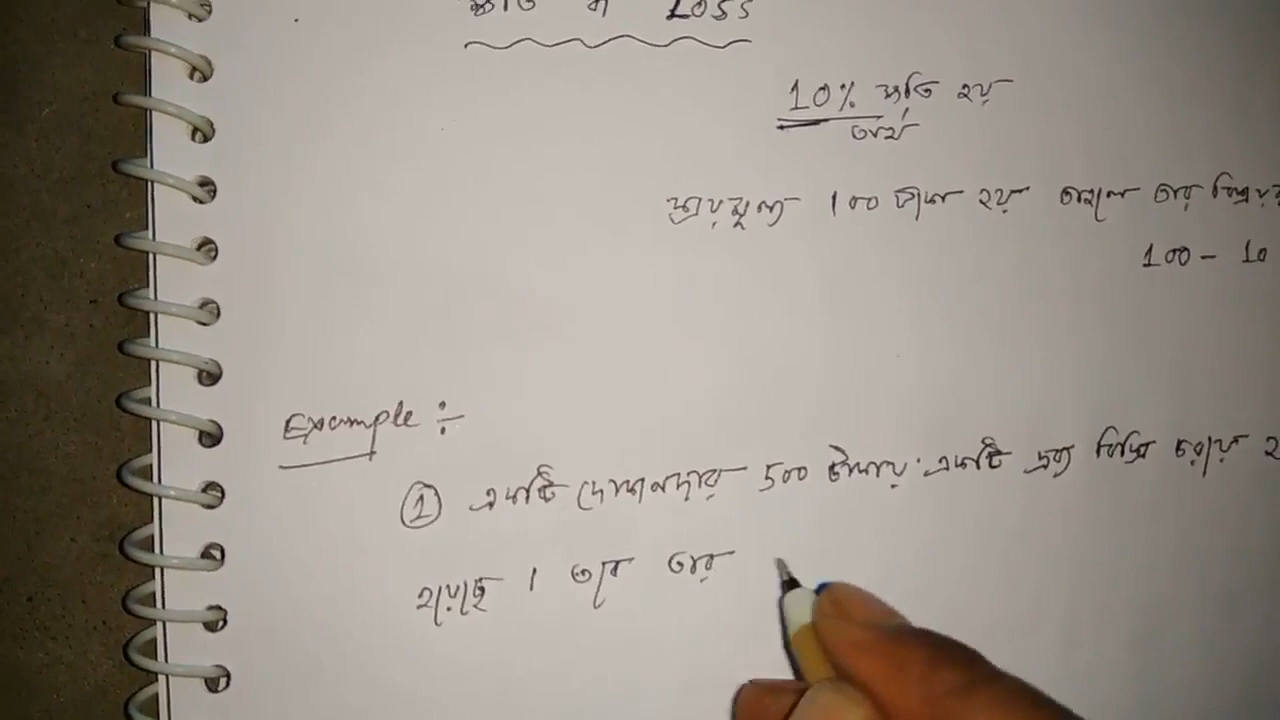 ক্ষতি বা Loss
10% ক্ষতি হয়
অর্থ
ক্রয়মূল্য 100 টাকা হয় তাহলে তার বিক্রয়
100 - 10
Example :-
① একটি দোকানদার 500 টাকায় একটি দ্রব্য বিক্রি করায়
হয়েছে । তবে তার